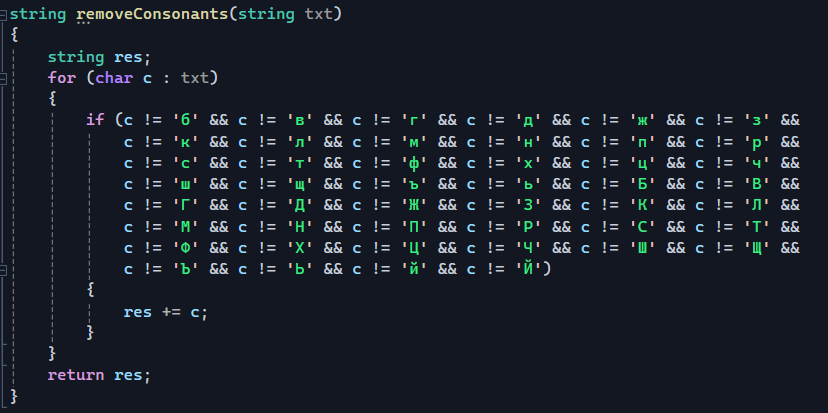 string removeConsonants(string txt)
{
string res;
for (char c : txt)
{
if (c != 'б' && c != 'в' && c != 'г' && c != 'д' && c != 'ж' && c != 'з' &&
c != 'к' && c != 'л' && c != 'м' && c != 'н' && c != 'п' && c != 'р' &&
c != 'с' && c != 'т' && c != 'ф' && c != 'х' && c != 'ц' && c != 'ч' &&
c != 'ш' && c != 'щ' && c != 'ъ' && c != 'ь' && c != 'Б' && c != 'В' &&
c != 'Г' && c != 'Д' && c != 'Ж' && c != 'З' && c != 'К' && c != 'Л' &&
c != 'М' && c != 'Н' && c != 'П' && c != 'Р' && c != 'С' && c != 'Т' &&
c != 'Ф' && c != 'Х' && c != 'Ц' && c != 'Ч' && c != 'Ш' && c != 'Щ' &&
c != 'Ъ' && c != 'Ь' && c != 'й' && c != 'Й')
{
res += c;
}
}
return res;
}